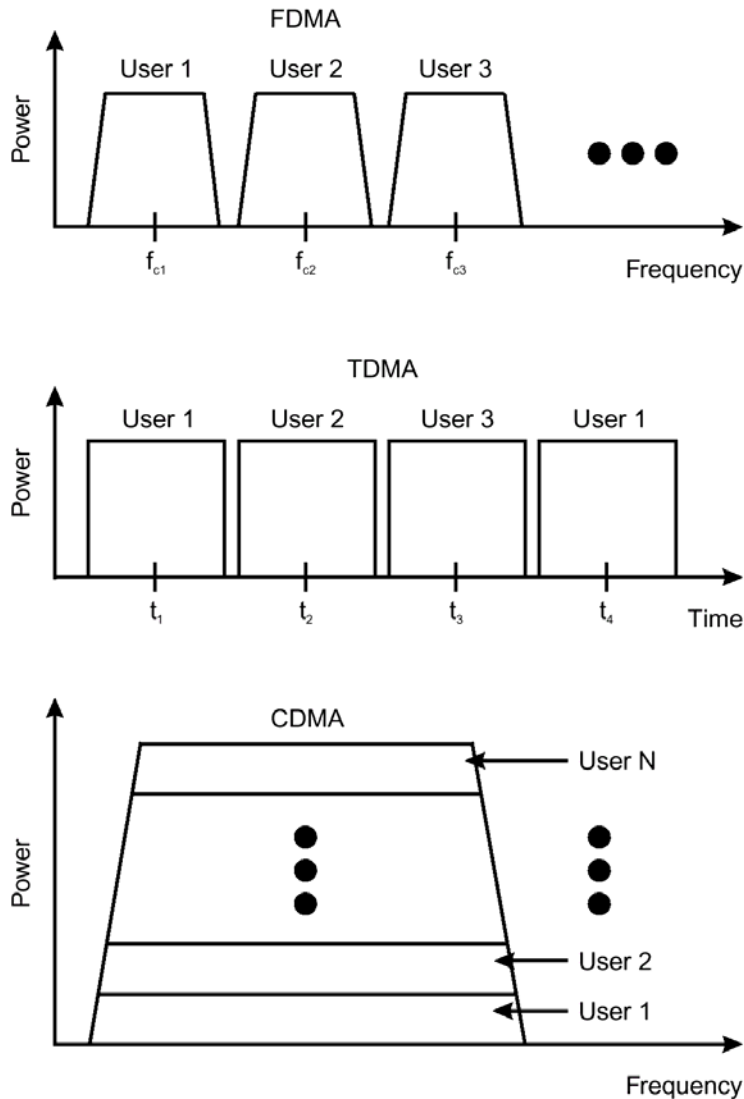 FDMA
User 1 User 2 User 3
Power
fc1 fc2 fc3
Frequency
TDMA
User 1 User 2 User 3 User 1
Power
t1 t2 t3 t4
Time
CDMA
User N
Power
User 2
User 1
Frequency